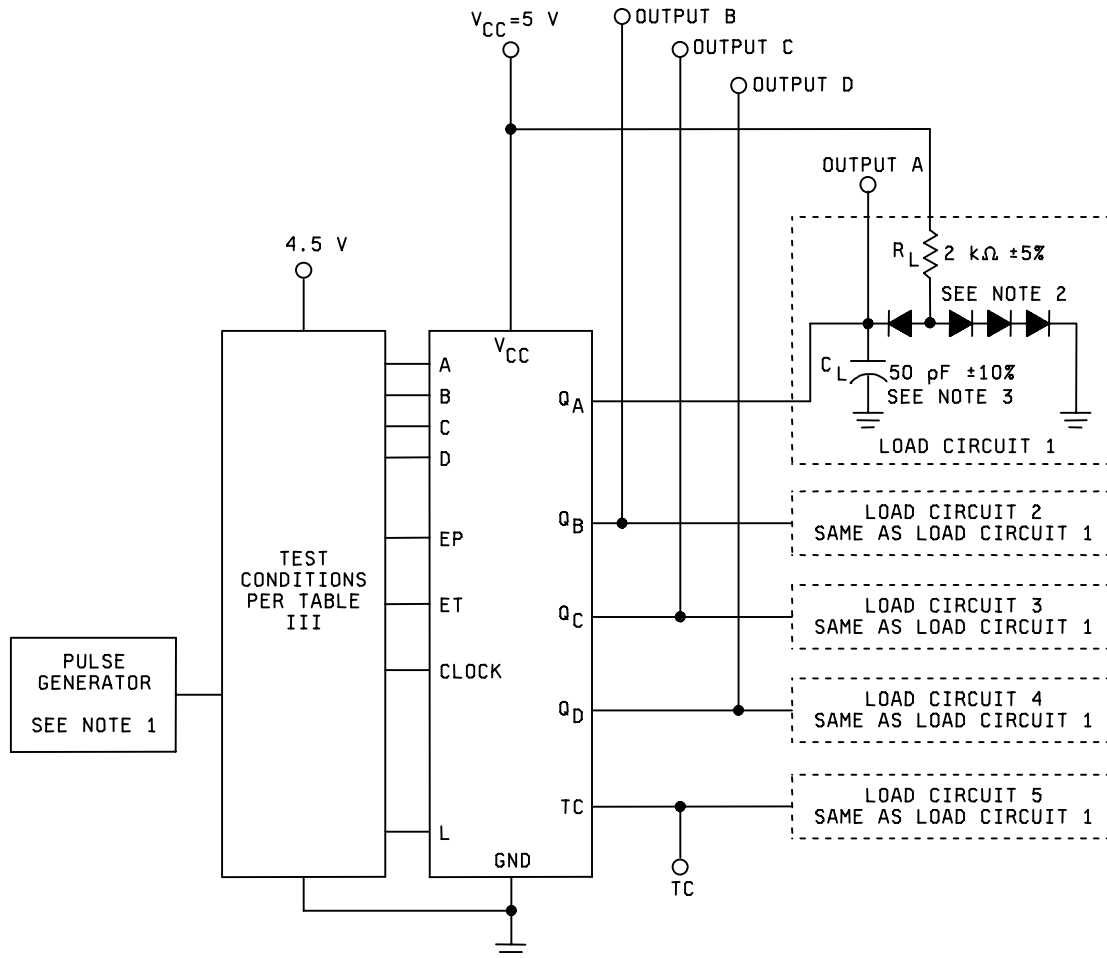 V_CC=5 V
OUTPUT B
OUTPUT C
OUTPUT D
OUTPUT A
4.5 V
R_L 2 kΩ ±5%
SEE NOTE 2
C_L 50 pF ±10%
SEE NOTE 3
LOAD CIRCUIT 1
V_CC
A
B
C
D
EP
ET
CLOCK
L
GND
Q_A
Q_B
Q_C
Q_D
TC
TEST
CONDITIONS
PER TABLE
III
PULSE
GENERATOR
SEE NOTE 1
LOAD CIRCUIT 2
SAME AS LOAD CIRCUIT 1
LOAD CIRCUIT 3
SAME AS LOAD CIRCUIT 1
LOAD CIRCUIT 4
SAME AS LOAD CIRCUIT 1
LOAD CIRCUIT 5
SAME AS LOAD CIRCUIT 1
TC